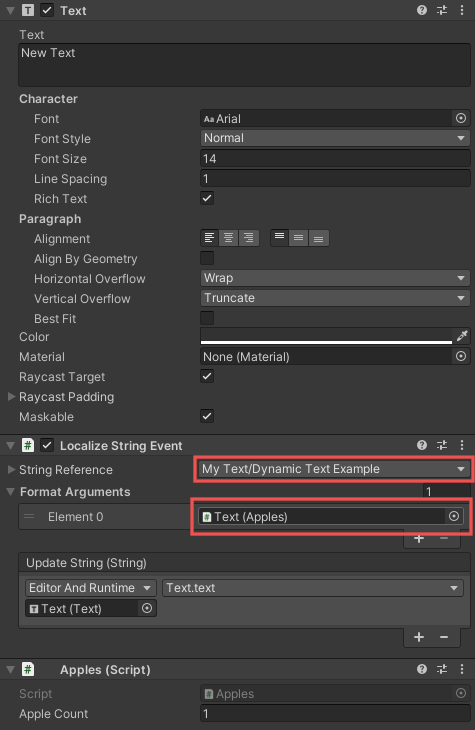 Text
Text
New Text
Character
Font Aa Arial
Font Style Normal
Font Size 14
Line Spacing 1
Rich Text
Paragraph
Alignment
Align By Geometry
Horizontal Overflow Wrap
Vertical Overflow Truncate
Best Fit
Color
Material None (Material)
Raycast Target
Raycast Padding
Maskable
# Localize String Event
String Reference My Text/Dynamic Text Example
Format Arguments 1
Element 0 # Text (Apples)
+ −
Update String (String)
Editor And Runtime Text.text
Text (Text)
+ −
# Apples (Script)
Script # Apples
Apple Count 1